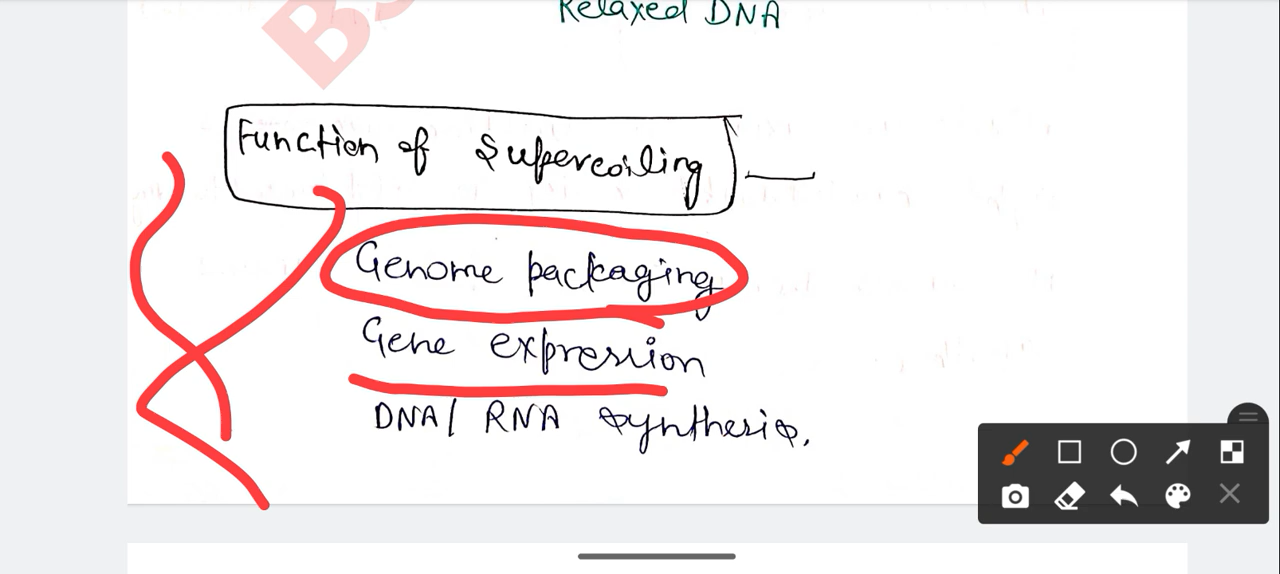 Relaxed DNA
Function of Supercoiling
Genome packaging
Gene expression
DNA/ RNA synthesis.